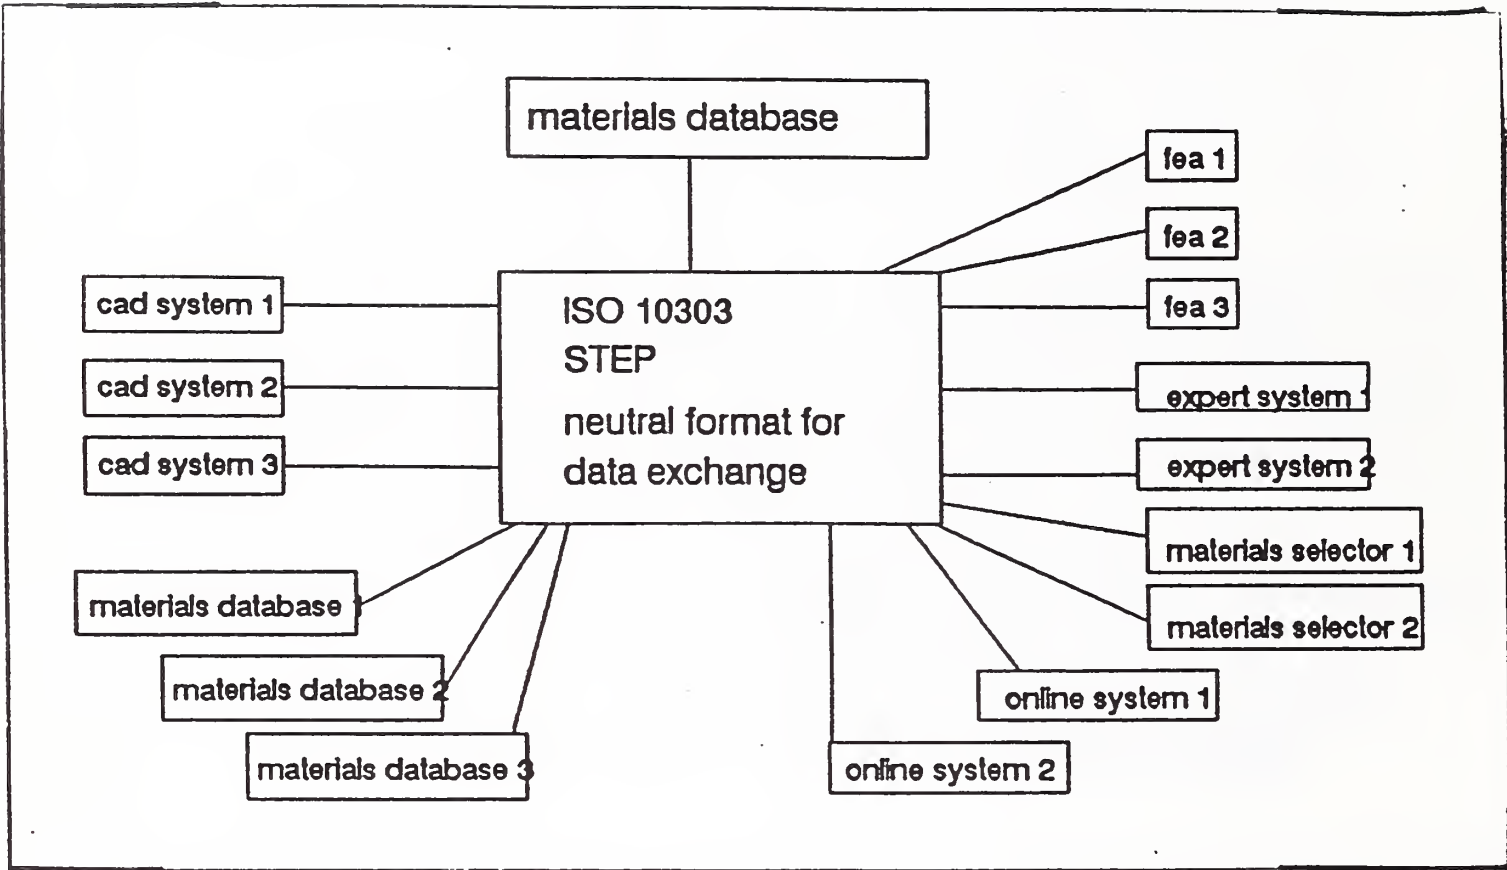 materials database
fea 1
fea 2
fea 3
cad system 1
cad system 2
cad system 3
ISO 10303
STEP
neutral format for
data exchange
expert system 1
expert system 2
materials selector 1
materials selector 2
materials database 1
materials database 2
materials database 3
online system 1
online system 2